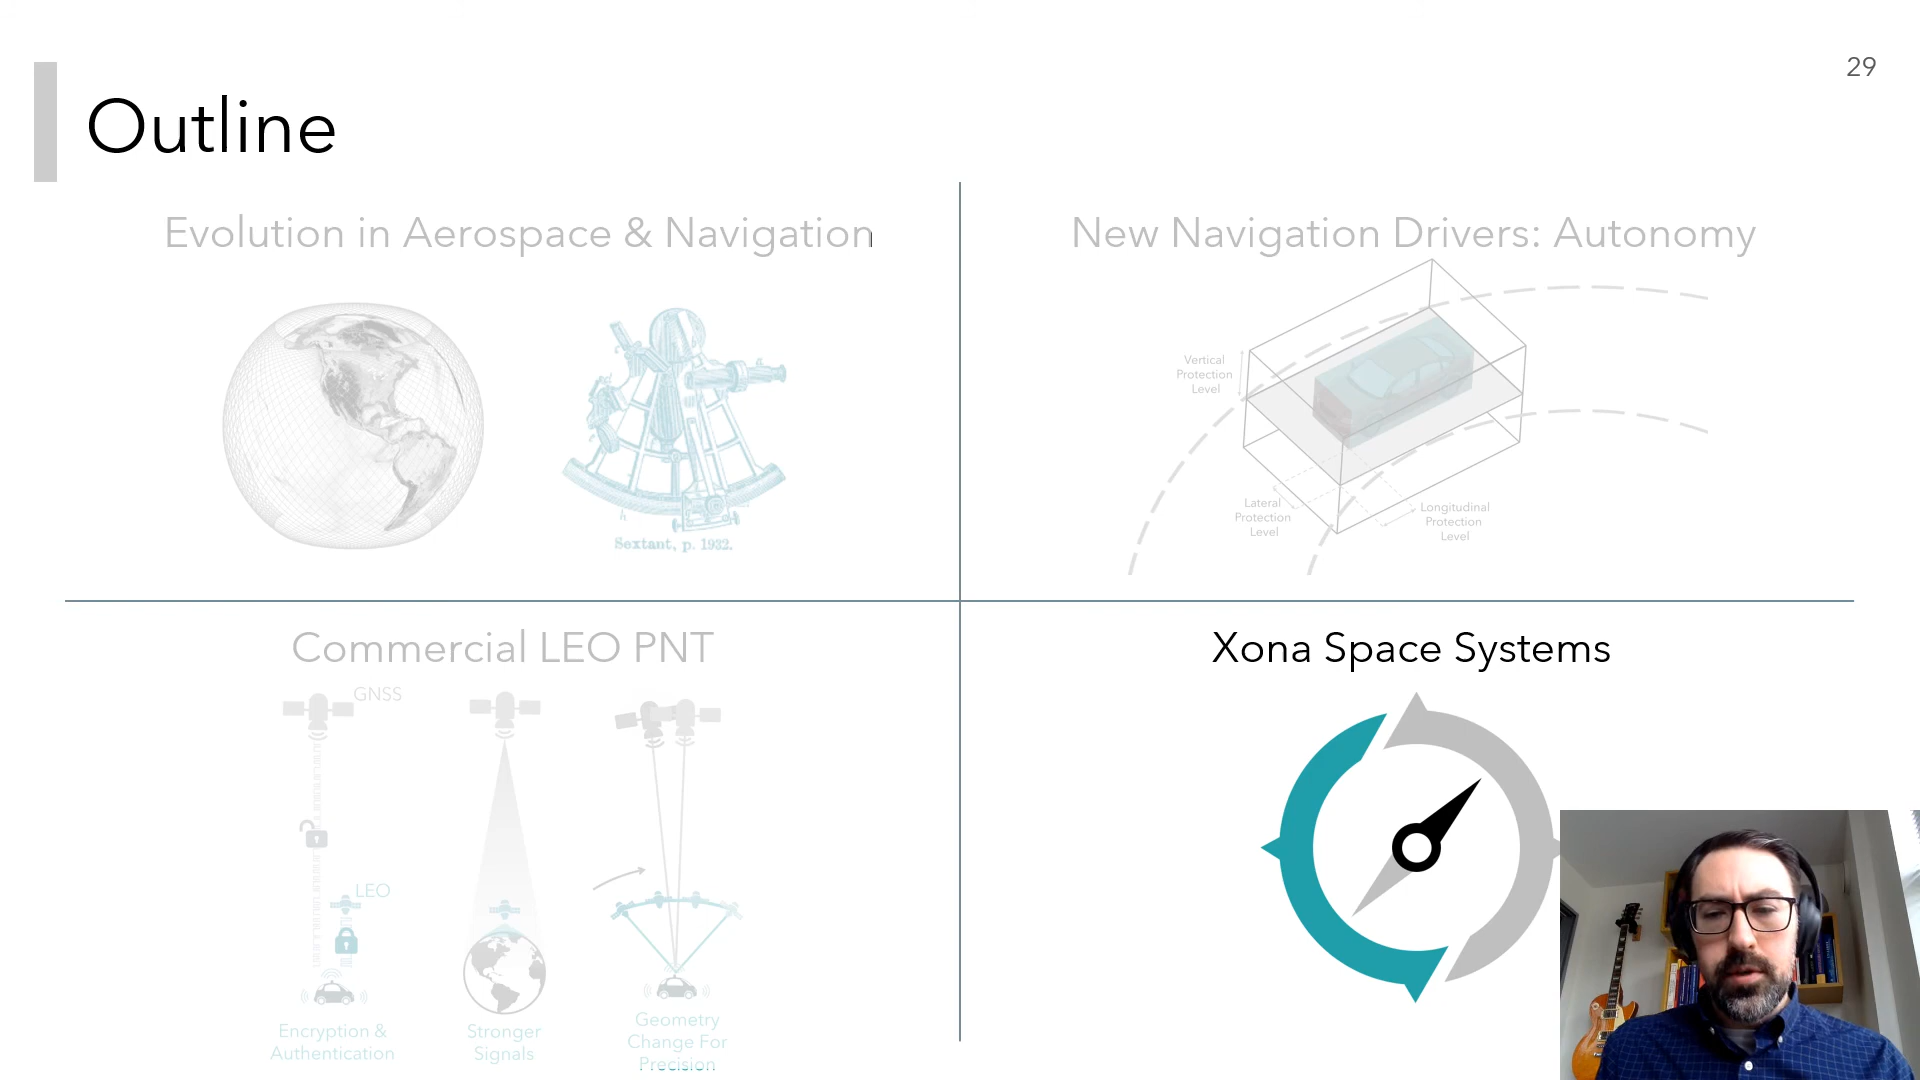 29
Outline
Evolution in Aerospace & Navigation
Sextant, p. 1932.
h
New Navigation Drivers: Autonomy
Vertical
Protection
Level
Lateral
Protection
Level
Longitudinal
Protection
Level
Commercial LEO PNT
GNSS
LEO
Encryption &
Authentication
Stronger
Signals
Geometry
Change For
Precision
Xona Space Systems